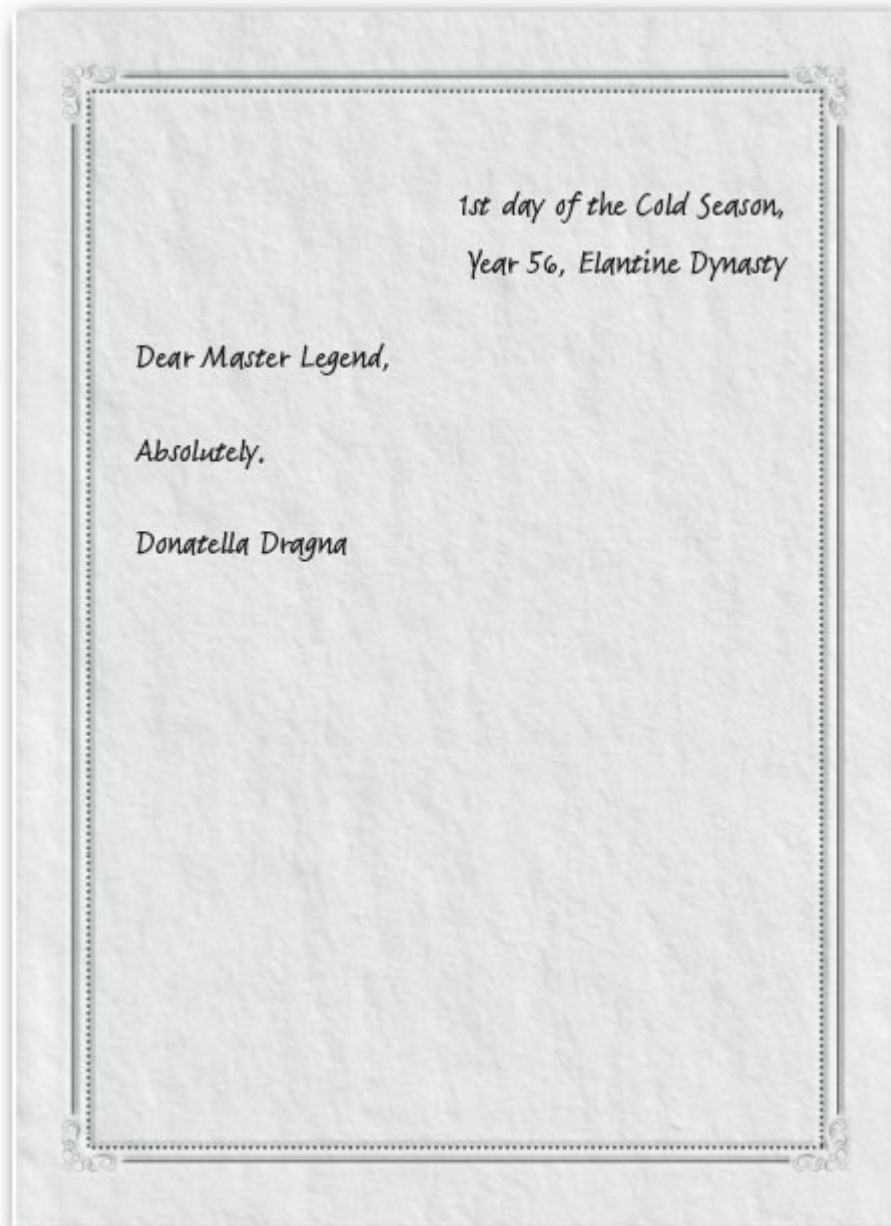 1st day of the Cold Season,
Year 56, Elantine Dynasty
Dear Master Legend,
Absolutely.
Donatella Dragna